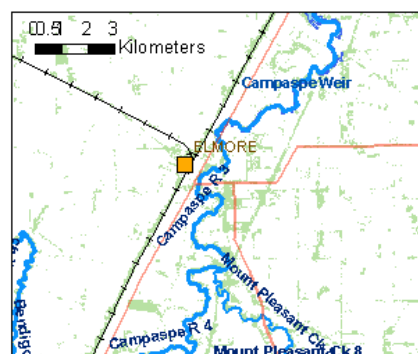 0 0.5 1 2 3
Kilometers
Campaspe Weir
ELMORE
Campaspe R 3
Mount Pleasant Ck
Campaspe R 4
Mount Pleasant Ck 8